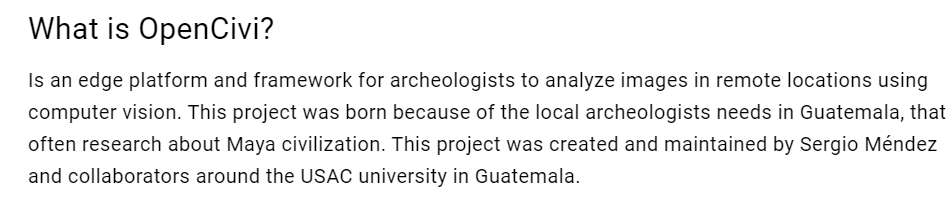 What is OpenCivi?
Is an edge platform and framework for archeologists to analyze images in remote locations using
computer vision. This project was born because of the local archeologists needs in Guatemala, that
often research about Maya civilization. This project was created and maintained by Sergio Méndez
and collaborators around the USAC university in Guatemala.